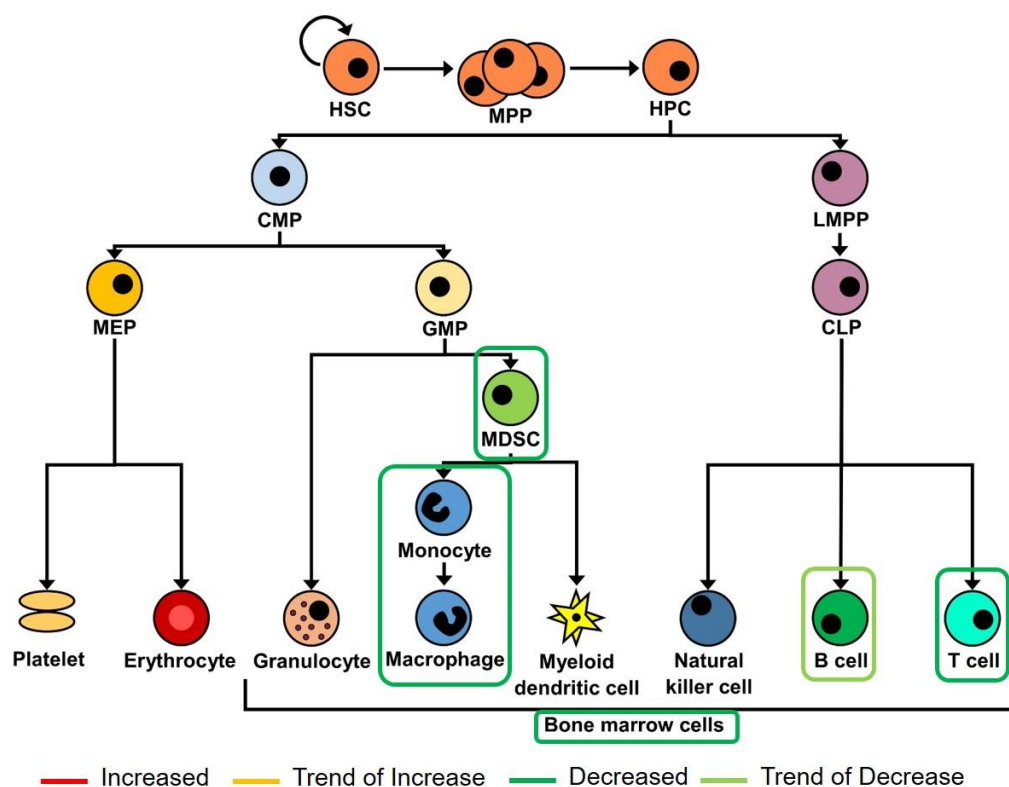 HSC
MPP
HPC
CMP
LMPP
MEP
GMP
CLP
MDSC
Monocyte
Platelet
Erythrocyte
Granulocyte
Macrophage
Myeloid
dendritic cell
Natural
killer cell
B cell
T cell
Bone marrow cells
Increased
Trend of Increase
Decreased
Trend of Decrease